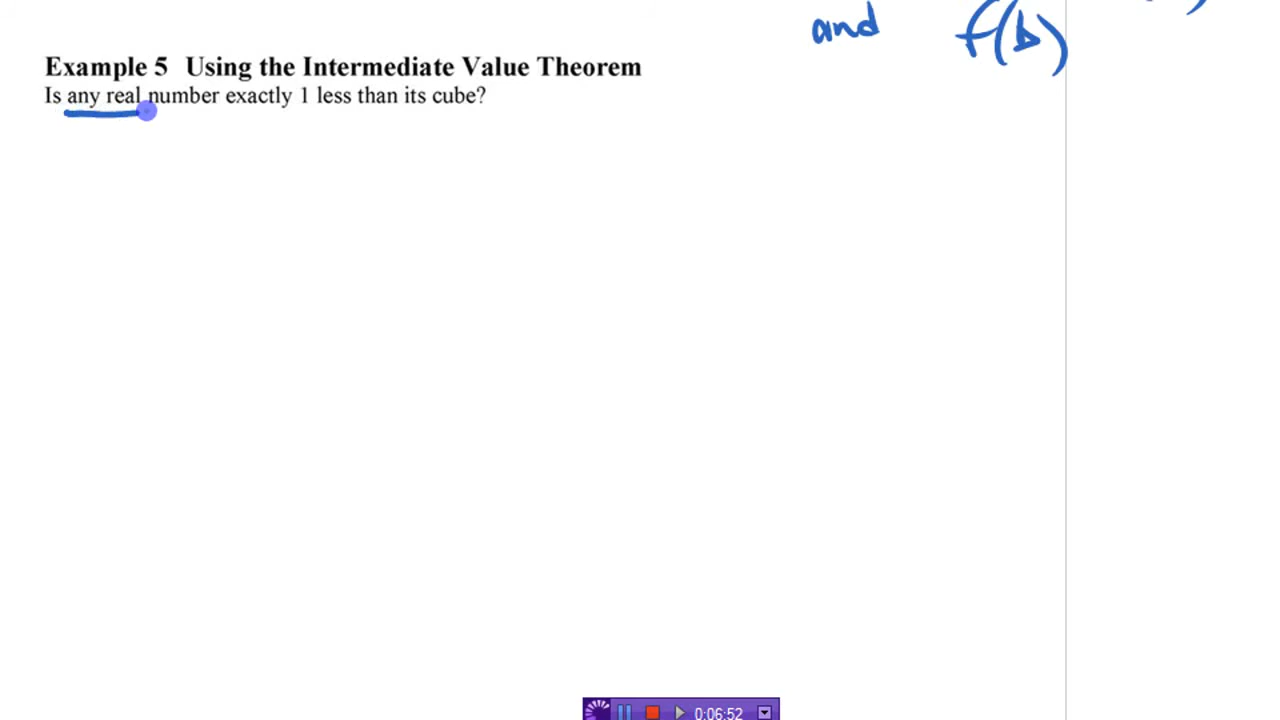 and f(b)
Example 5 Using the Intermediate Value Theorem
Is any real number exactly 1 less than its cube?
0:06:52